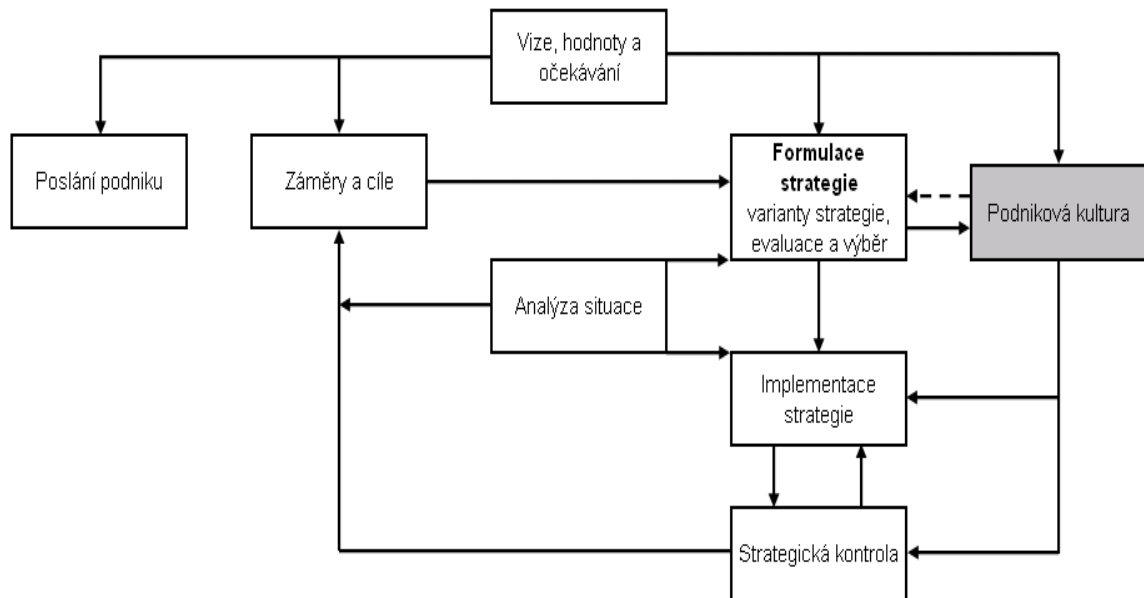 Vize, hodnoty a
očekávání
Poslání podniku
Záměry a cíle
Formulace
strategie
varianty strategie,
evaluace a výběr
Podniková kultura
Analýza situace
Implementace
strategie
Strategická kontrola